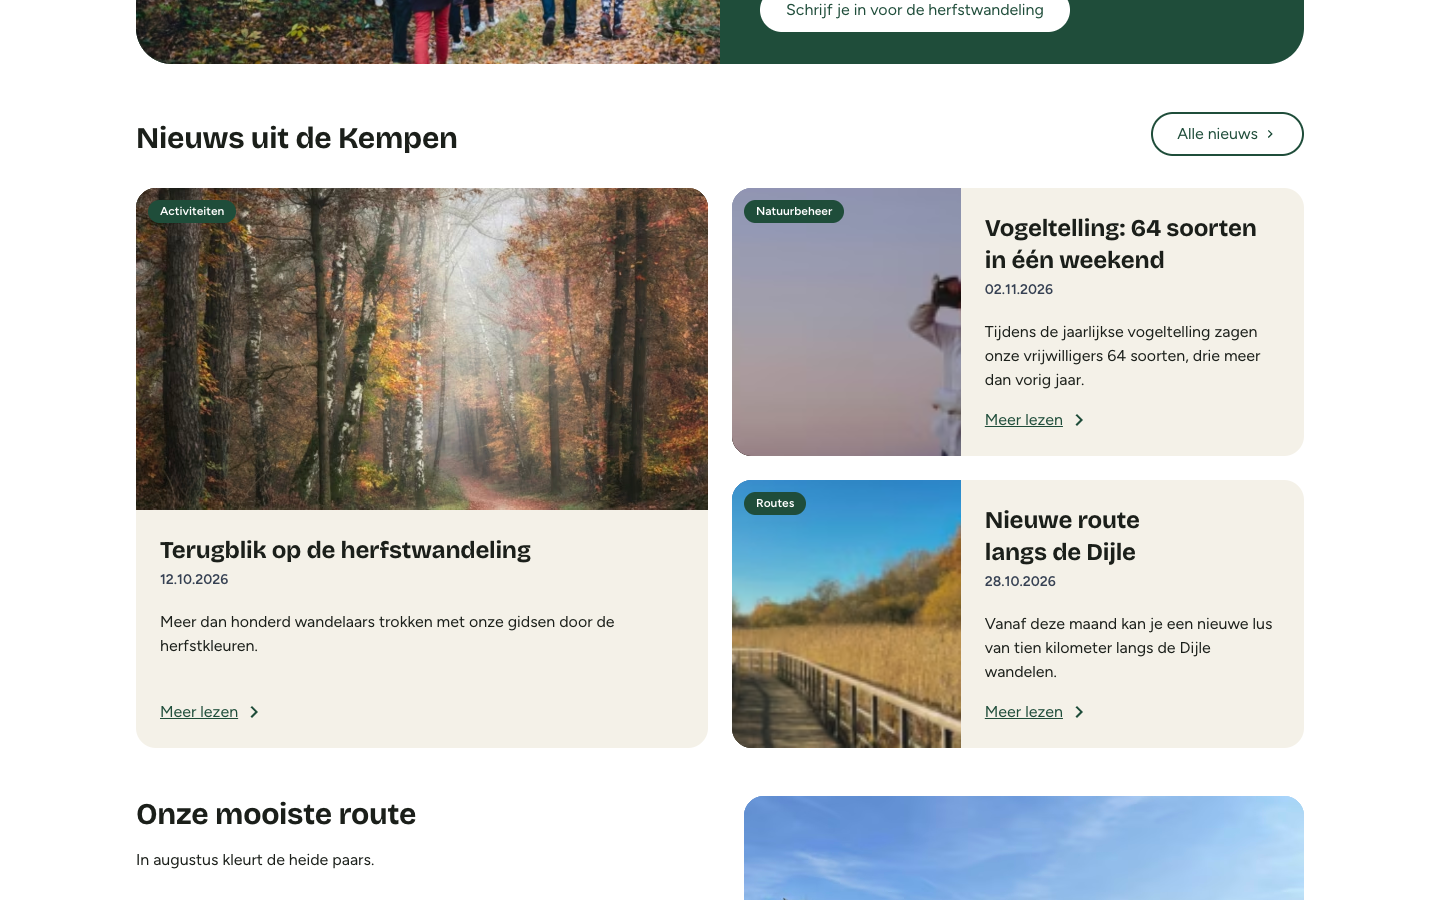 Schrijf je in voor de herfstwandeling
Nieuws uit de Kempen
Alle nieuws
Activiteiten
Terugblik op de herfstwandeling
12.10.2026
Meer dan honderd wandelaars trokken met onze gidsen door de
herfstkleuren.
Meer lezen
Natuurbeheer
Vogeltelling: 64 soorten
in één weekend
02.11.2026
Tijdens de jaarlijkse vogeltelling zagen
onze vrijwilligers 64 soorten, drie meer
dan vorig jaar.
Meer lezen
Routes
Nieuwe route
langs de Dijle
28.10.2026
Vanaf deze maand kan je een nieuwe lus
van tien kilometer langs de Dijle
wandelen.
Meer lezen
Onze mooiste route
In augustus kleurt de heide paars.